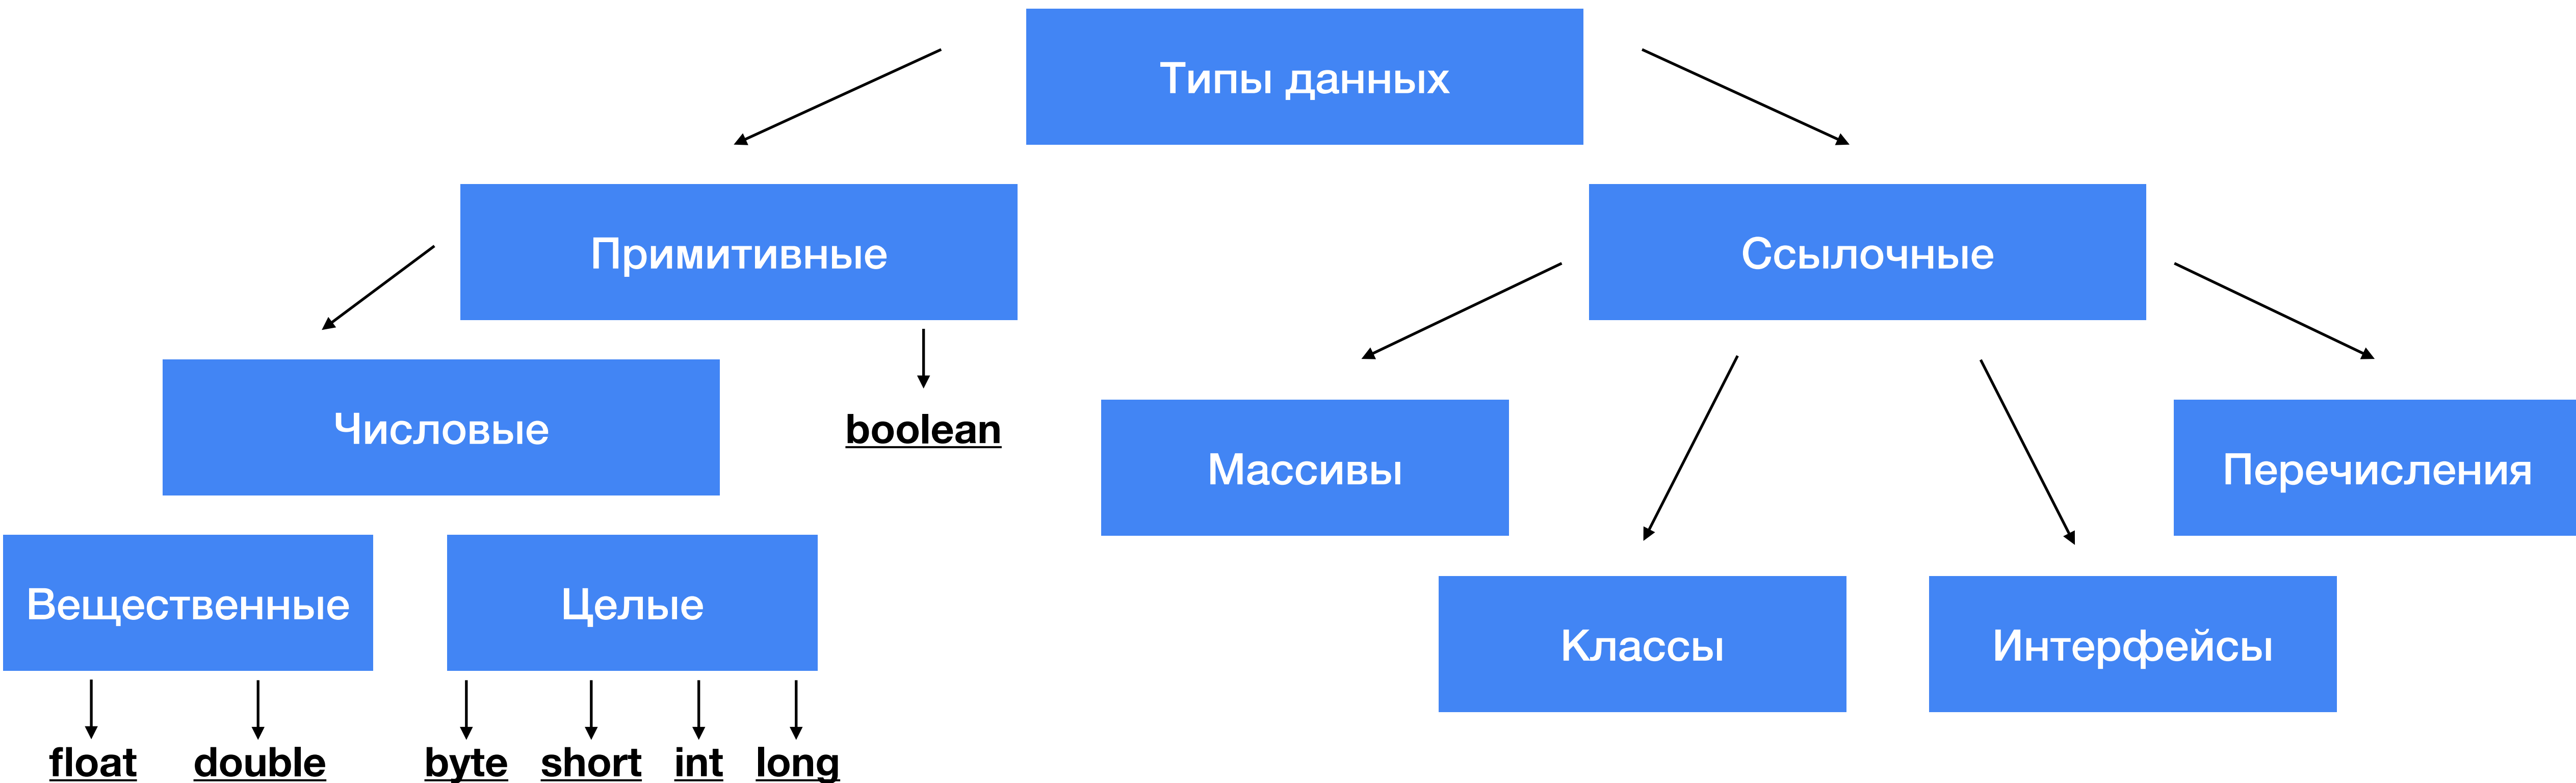 Типы данных
Примитивные
Ссылочные
Числовые
boolean
Массивы
Перечисления
Вещественные
Целые
Классы
Интерфейсы
float
double
byte
short
int
long